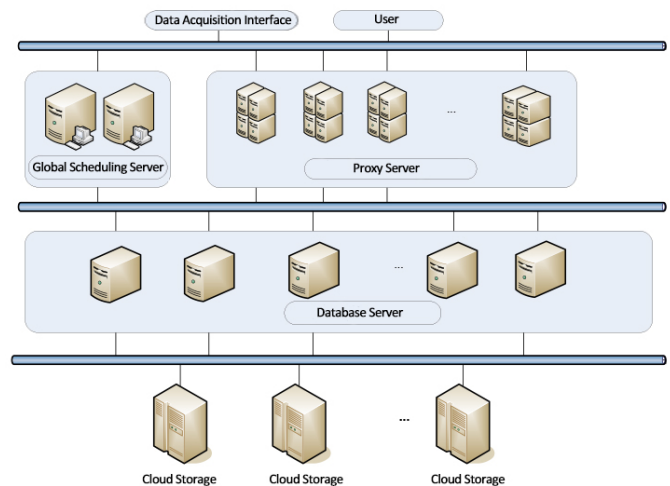 Data Acquisition Interface
User
...
Global Scheduling Server
Proxy Server
...
Database Server
...
Cloud Storage
Cloud Storage
Cloud Storage